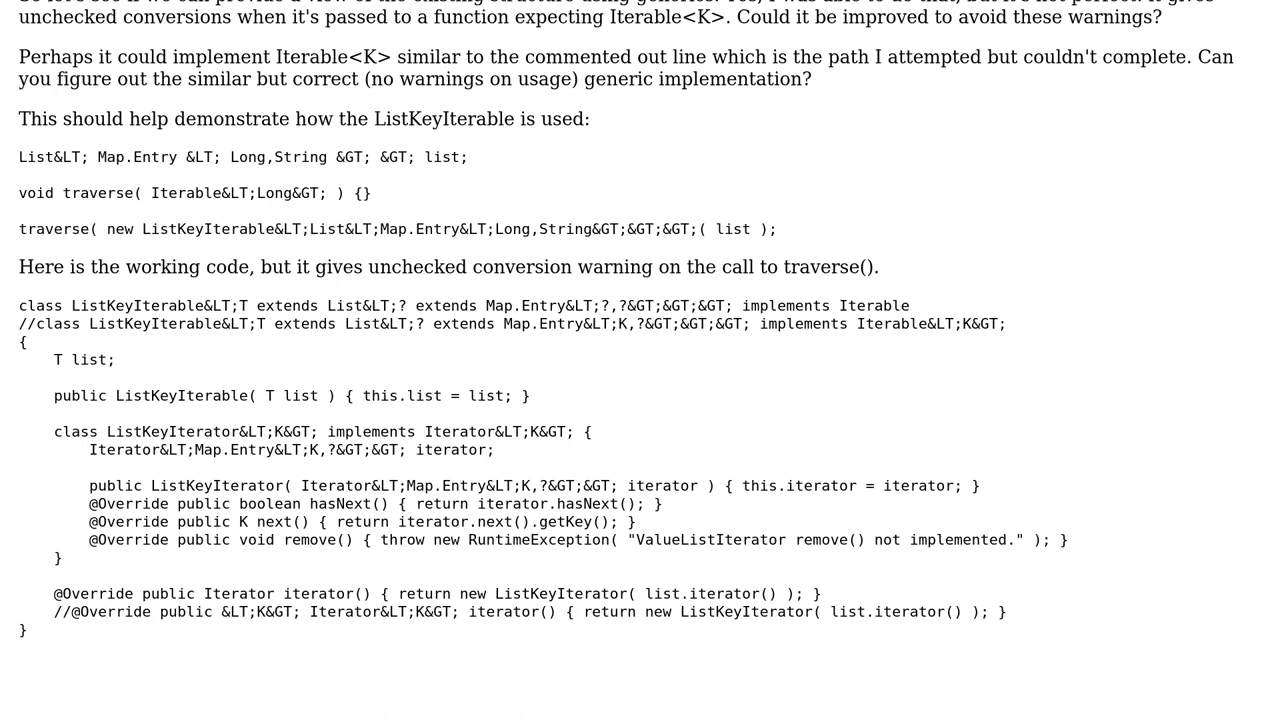 unchecked conversions when it's passed to a function expecting Iterable<K>. Could it be improved to avoid these warnings?
Perhaps it could implement Iterable<K> similar to the commented out line which is the path I attempted but couldn't complete. Can
you figure out the similar but correct (no warnings on usage) generic implementation?
This should help demonstrate how the ListKeyIterable is used:
List&LT; Map.Entry &LT; Long,String &GT; &GT; list;
void traverse( Iterable&LT;Long&GT; ) {}
traverse( new ListKeyIterable&LT;List&LT;Map.Entry&LT;Long,String&GT;&GT;&GT;( list );
Here is the working code, but it gives unchecked conversion warning on the call to traverse().
class ListKeyIterable&LT;T extends List&LT;? extends Map.Entry&LT;?,?&GT;&GT;&GT; implements Iterable
//class ListKeyIterable&LT;T extends List&LT;? extends Map.Entry&LT;K,?&GT;&GT;&GT; implements Iterable&LT;K&GT;
{
    T list;
    public ListKeyIterable( T list ) { this.list = list; }
    class ListKeyIterator&LT;K&GT; implements Iterator&LT;K&GT; {
        Iterator&LT;Map.Entry&LT;K,?&GT;&GT; iterator;
        public ListKeyIterator( Iterator&LT;Map.Entry&LT;K,?&GT;&GT; iterator ) { this.iterator = iterator; }
        @Override public boolean hasNext() { return iterator.hasNext(); }
        @Override public K next() { return iterator.next().getKey(); }
        @Override public void remove() { throw new RuntimeException( "ValueListIterator remove() not implemented." ); }
    }
    @Override public Iterator iterator() { return new ListKeyIterator( list.iterator() ); }
    //@Override public &LT;K&GT; Iterator&LT;K&GT; iterator() { return new ListKeyIterator( list.iterator() ); }
}